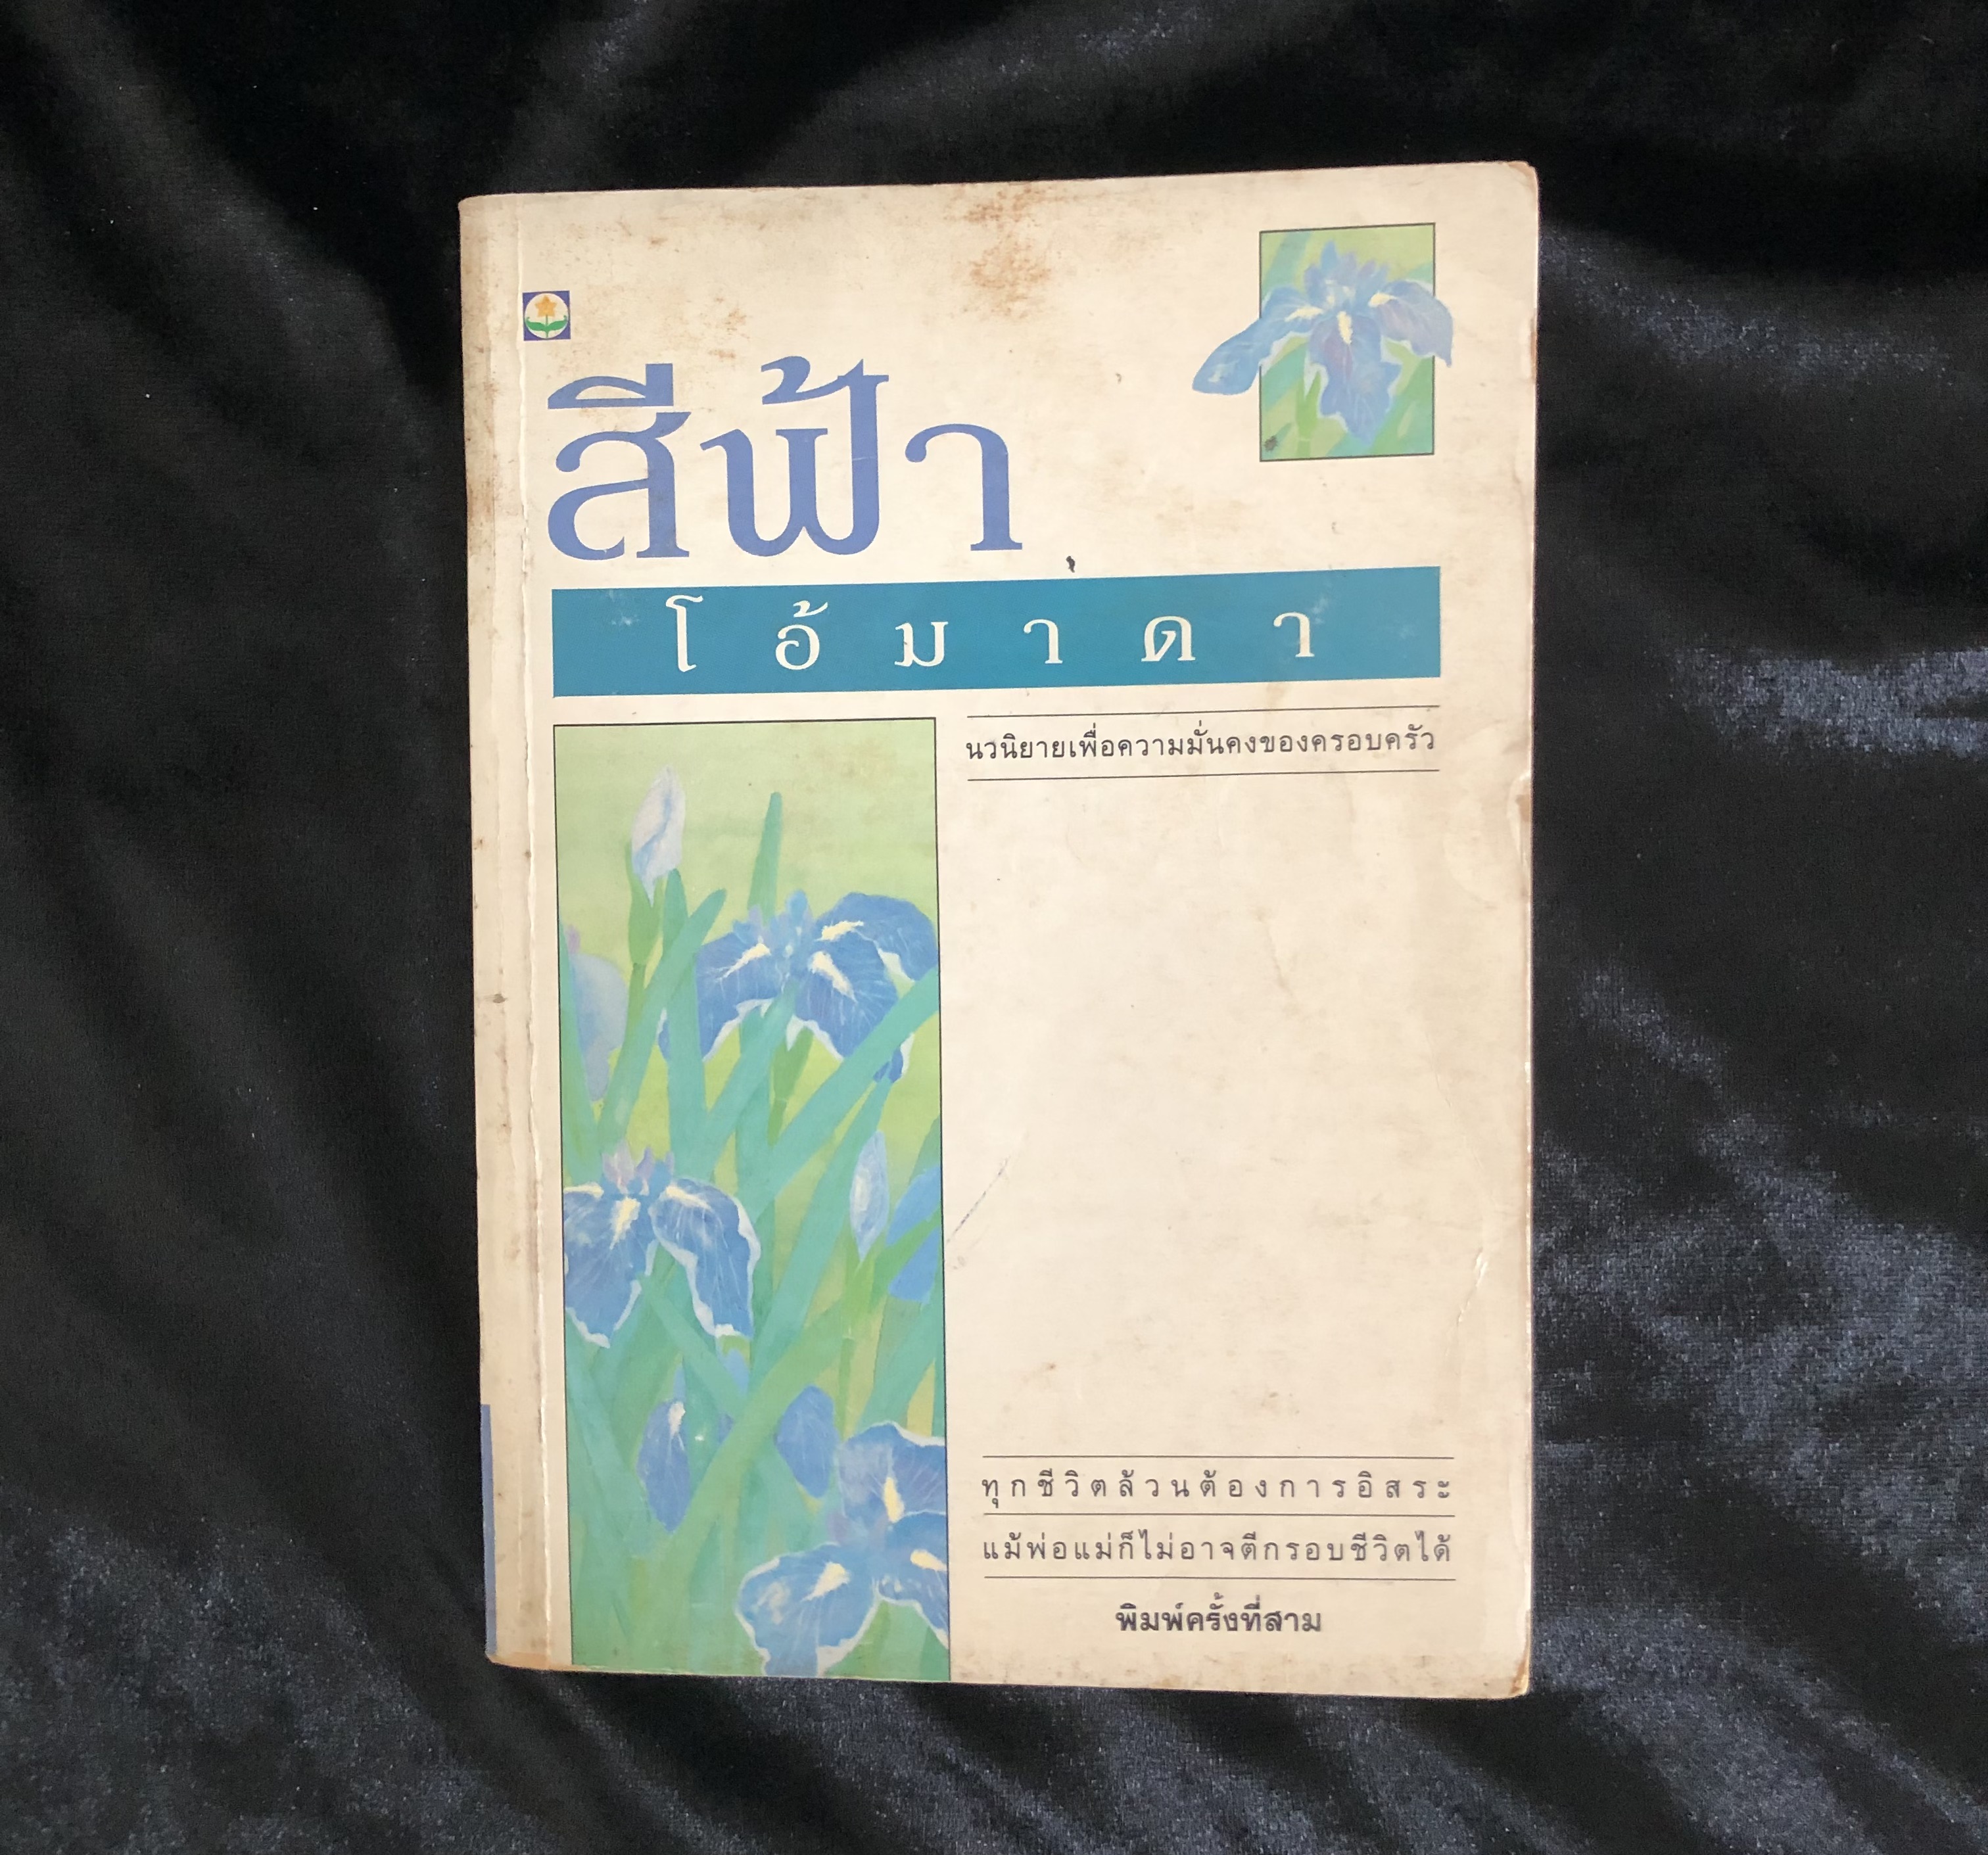 สีฟ้า
โอ้มาดา
นวนิยายเพื่อความมั่นคงของครอบครัว
ทุกชีวิตล้วนต้องการอิสระ
แม้พ่อแม่ก็ไม่อาจตีกรอบชีวิตได้
พิมพ์ครั้งที่สาม